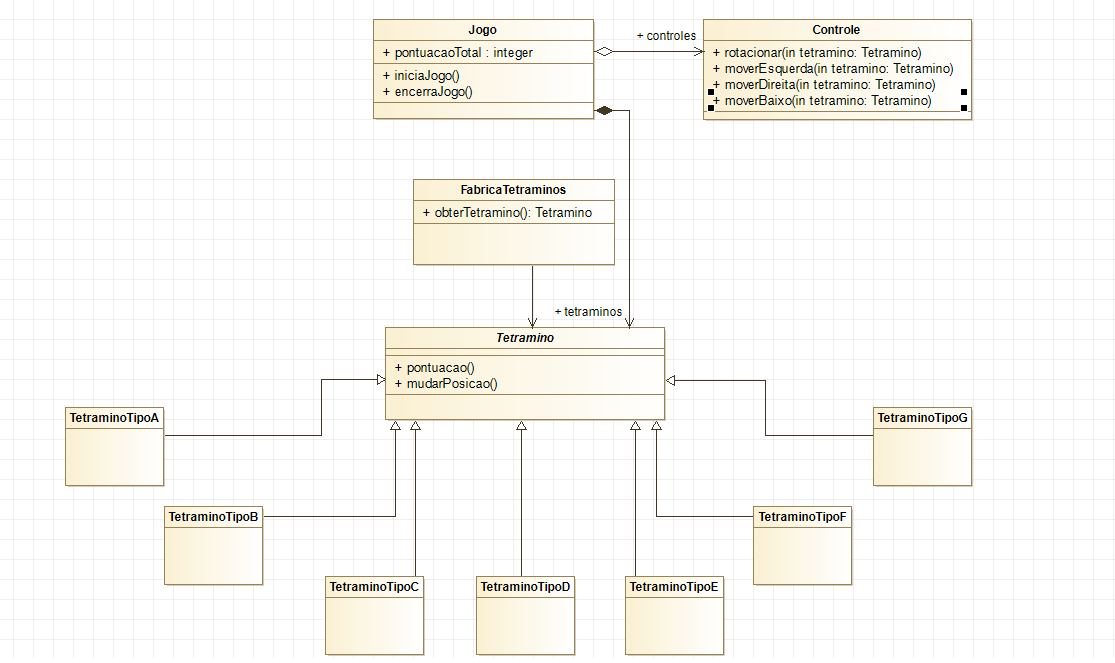 Jogo
+ pontuacaoTotal : integer
+ iniciaJogo()
+ encerraJogo()
+ controles
Controle
+ rotacionar(in tetramino: Tetramino)
+ moverEsquerda(in tetramino: Tetramino)
+ moverDireita(in tetramino: Tetramino)
+ moverBaixo(in tetramino: Tetramino)
FabricaTetraminos
+ obterTetramino(): Tetramino
+ tetraminos
Tetramino
+ pontuacao()
+ mudarPosicao()
TetraminoTipoA
TetraminoTipoG
TetraminoTipoB
TetraminoTipoF
TetraminoTipoC
TetraminoTipoD
TetraminoTipoE